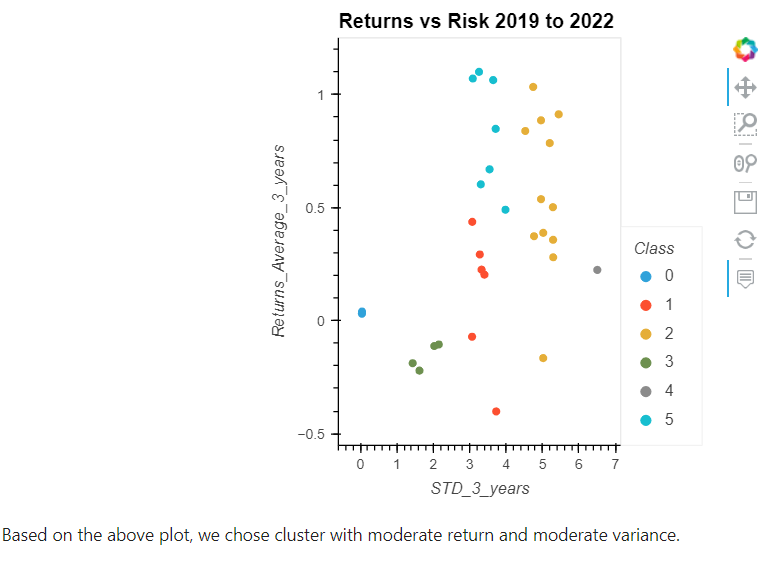 Returns vs Risk 2019 to 2022
Returns_Average_3_years
1
0.5
0
−0.5
0 1 2 3 4 5 6 7
STD_3_years
Class
0
1
2
3
4
5
Based on the above plot, we chose cluster with moderate return and moderate variance.